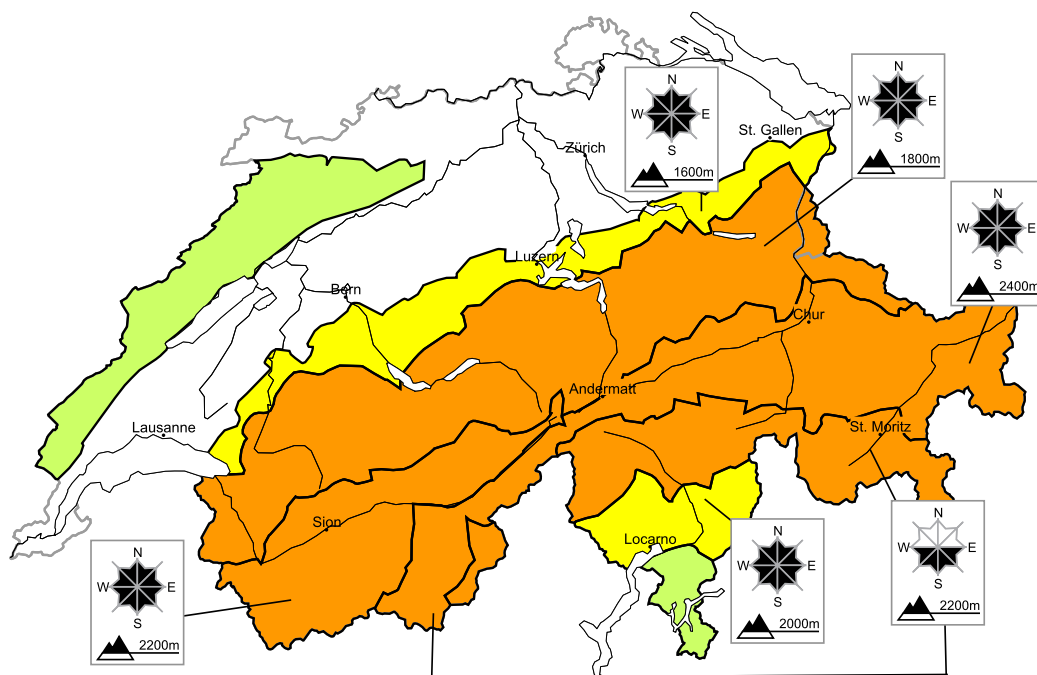 N
W E
S
1600m
N
W E
S
1800m
St. Gallen
Zürich
N
W E
S
2400m
Luzern
Bern
Chur
Andermatt
Lausanne
St. Moritz
Sion
Locarno
N
W E
S
2200m
N
W E
S
2000m
N
W E
S
2200m